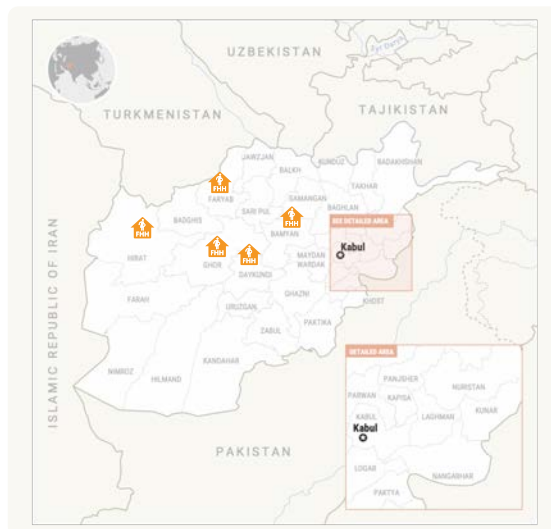 UZBEKISTAN
Syr Darya
TURKMENISTAN
TAJIKISTAN
JAWZJAN
BALKH
KUNDUZ
BADAKHSHAN
TAKHAR
FHH
FARYAB
SAMANGAN
BAGHLAN
SARI PUL
FHH
SEE DETAILED AREA
FHH
BADGHIS
BAMYAN
Kabul
FHH
FHH
HIRAT
GHOR
DAYKUNDI
MAYDAN
WARDAK
ISLAMIC REPUBLIC OF IRAN
FARAH
URUZGAN
GHAZNI
KHOST
PAKTIKA
ZABUL
KANDAHAR
NIMROZ
HILMAND
DETAILED AREA
PANJSHER
NURISTAN
PARWAN
KAPISA
KABUL
LAGHMAN
KUNAR
Kabul
PAKISTAN
LOGAR
NANGARHAR
PAKTYA